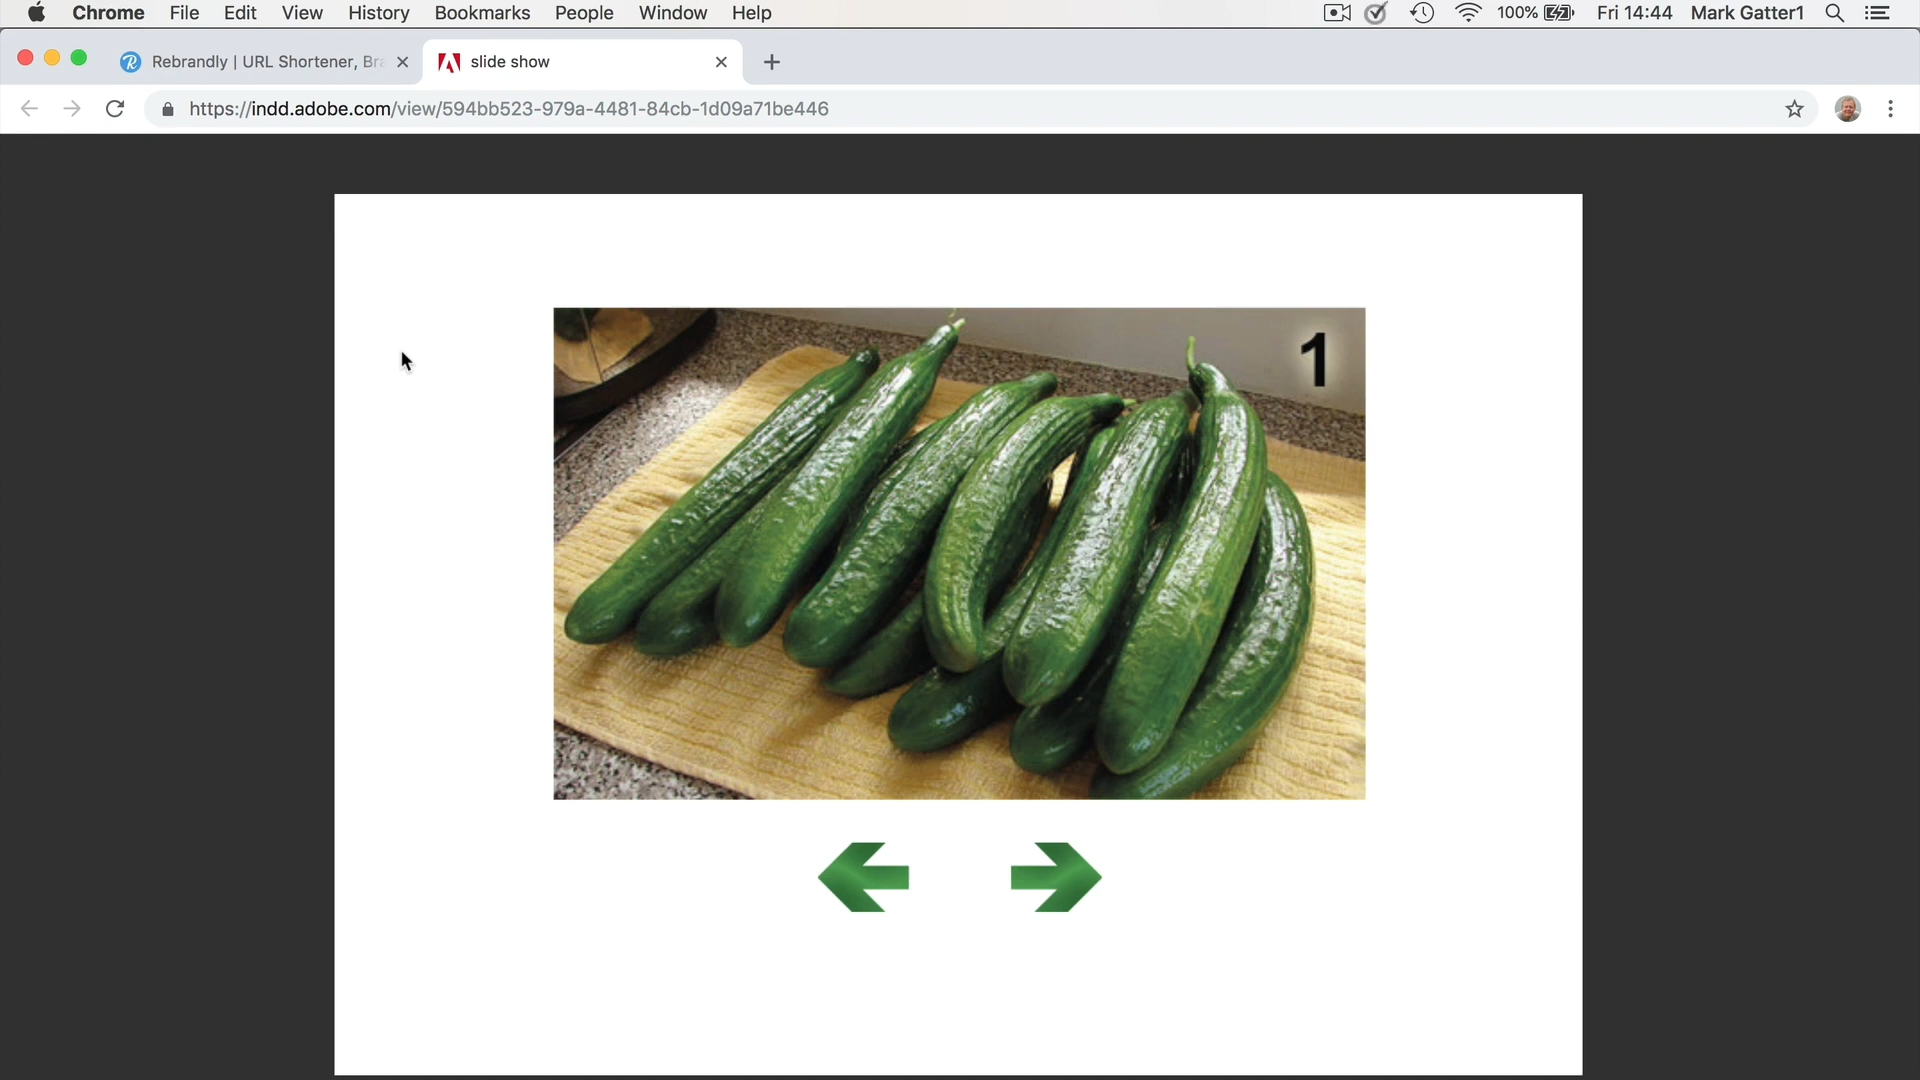 Chrome File Edit View History Bookmarks People Window Help 100% Fri 14:44 Mark Gatter1
Rebrandly | URL Shortener, Bra
slide show
https://indd.adobe.com/view/594bb523-979a-4481-84cb-1d09a71be446
1